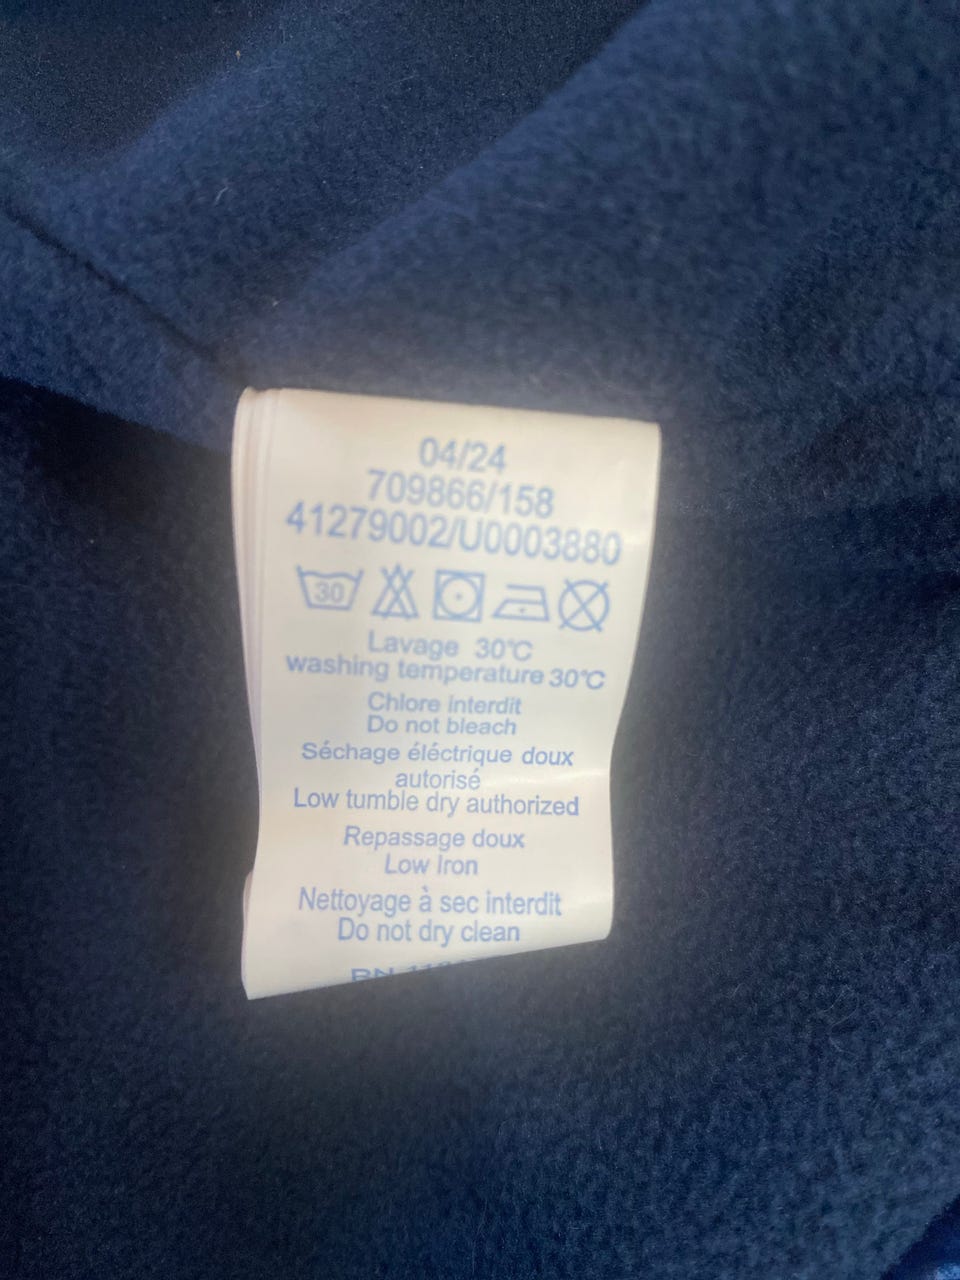 04/24
709866/158
41279002/U0003880
30
Lavage 30°C
washing temperature 30°C
Chlore interdit
Do not bleach
Séchage éléctrique doux
autorisé
Low tumble dry authorized
Repassage doux
Low Iron
Nettoyage à sec interdit
Do not dry clean
RN